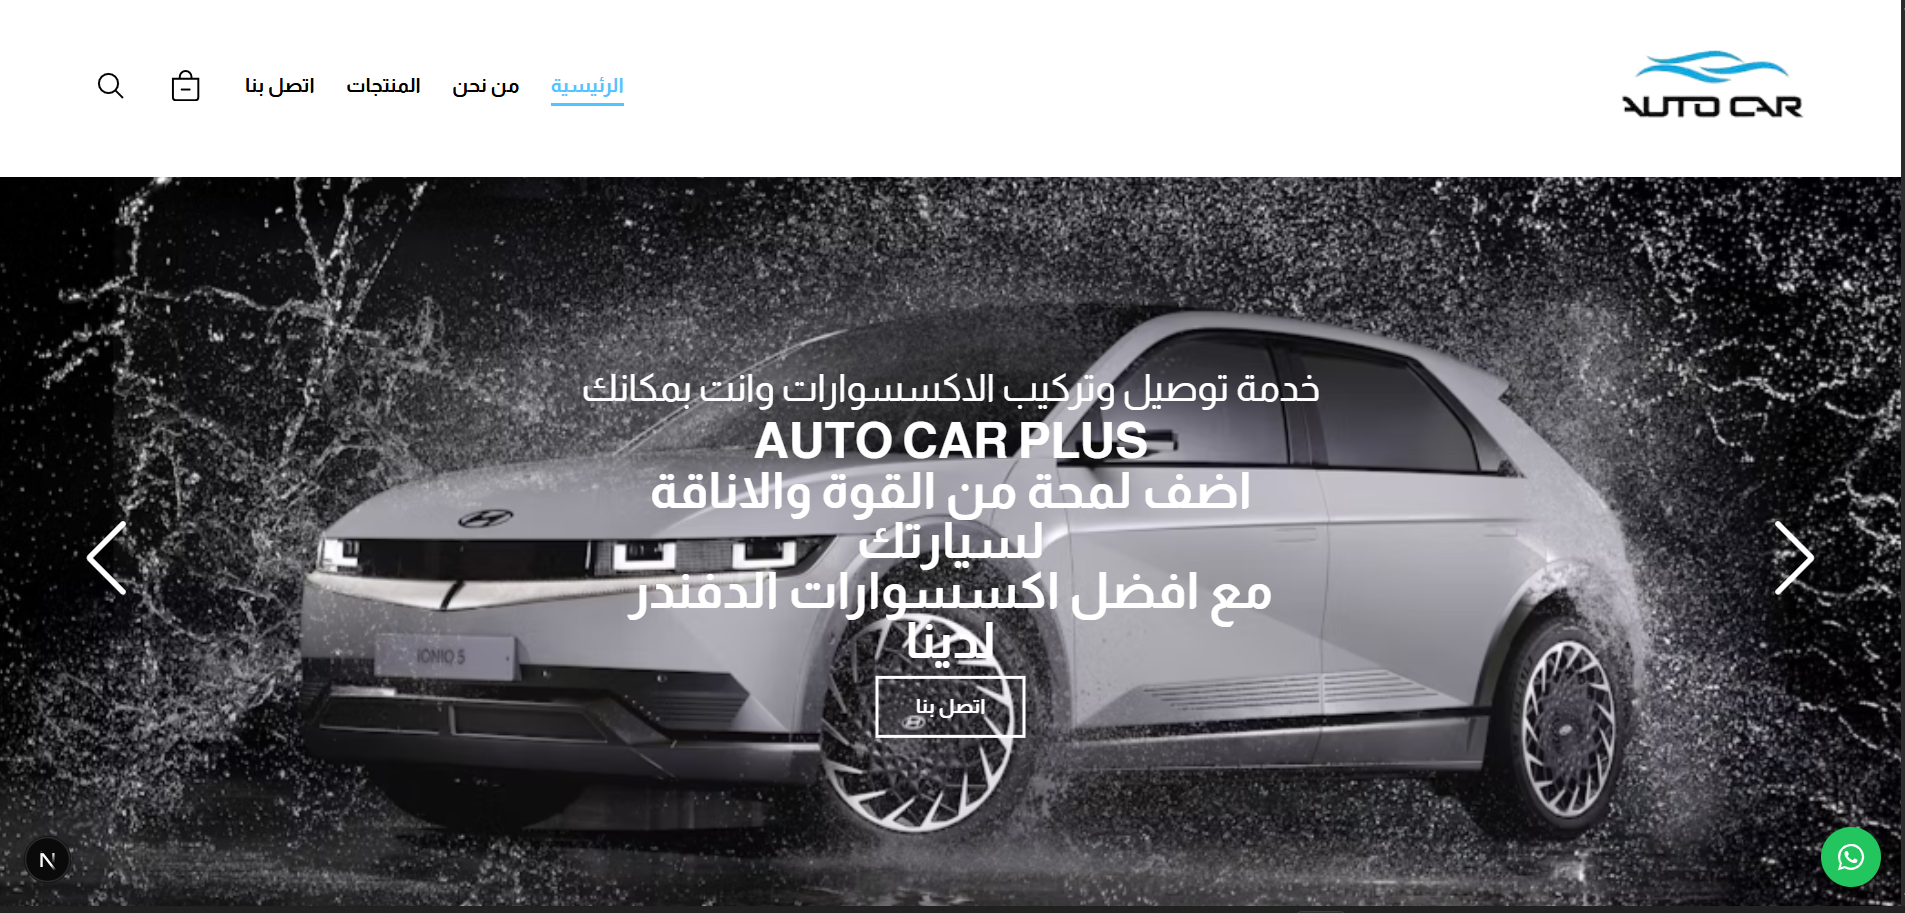 AUTO CAR
الرئيسية
من نحن
المنتجات
اتصل بنا
خدمة توصيل وتركيب الاكسسوارات وانت بمكانك
AUTO CAR PLUS
اضف لمحة من القوة والاناقة
لسيارتك
مع افضل اكسسوارات الدفندر
لدينا
اتصل بنا
IONIQ 5
N